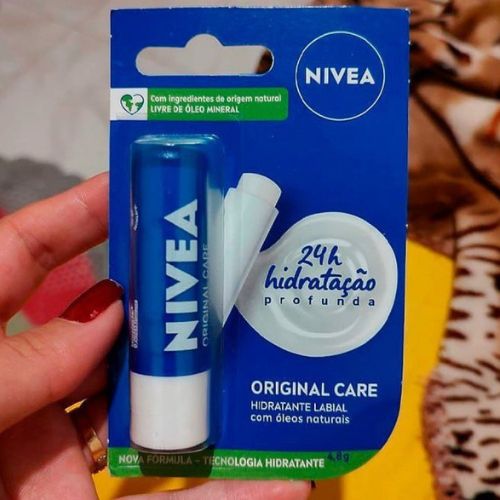 NIVEA
Com ingredientes de origem natural
LIVRE DE ÓLEO MINERAL
NIVEA
ORIGINAL CARE
24h
hidratação
profunda
ORIGINAL CARE
HIDRATANTE LABIAL
com óleos naturais
4,8g
NOVA FÓRMULA - TECNOLOGIA HIDRATANTE